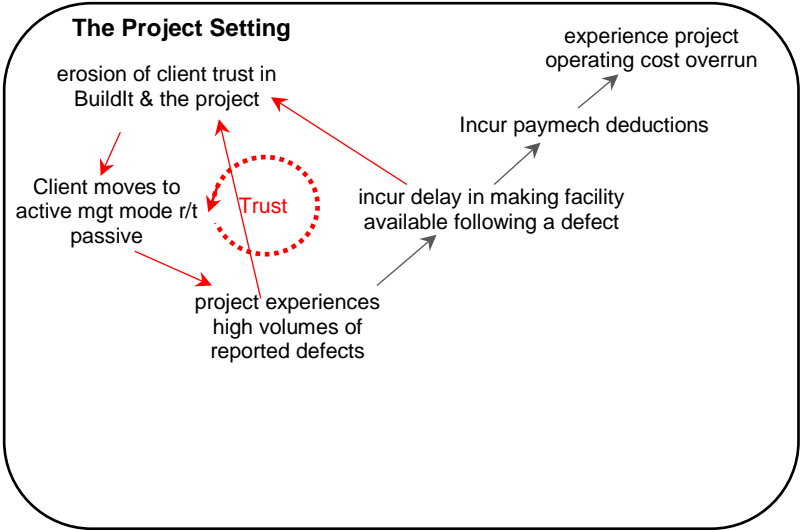 The Project Setting
experience project
operating cost overrun
erosion of client trust in
BuildIt & the project
Incur paymech deductions
Client moves to
active mgt mode r/t
passive
Trust
incur delay in making facility
available following a defect
project experiences
high volumes of
reported defects